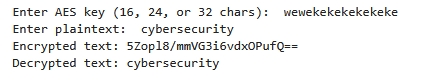 Enter AES key (16, 24, or 32 chars):  wewekekekekekeke
Enter plaintext:  cybersecurity
Encrypted text: 5Zopl8/mmVG3i6vdxOPufQ==
Decrypted text: cybersecurity